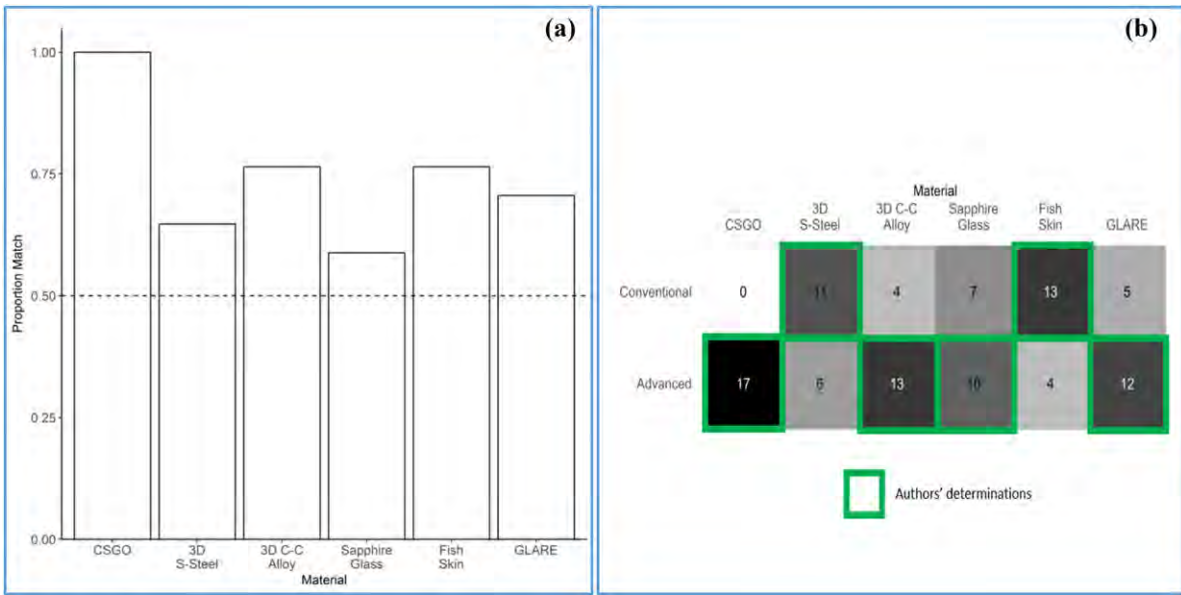 (a)
1.00
0.75
0.50
0.25
0.00
Proportion Match
CSGO
3D
S-Steel
3D C-C
Alloy
Sapphire
Glass
Fish
Skin
GLARE
Material
(b)
Material
CSGO
3D
S-Steel
3D C-C
Alloy
Sapphire
Glass
Fish
Skin
GLARE
Conventional 0 11 4 7 13 5
Advanced 17 6 13 10 4 12
Authors' determinations